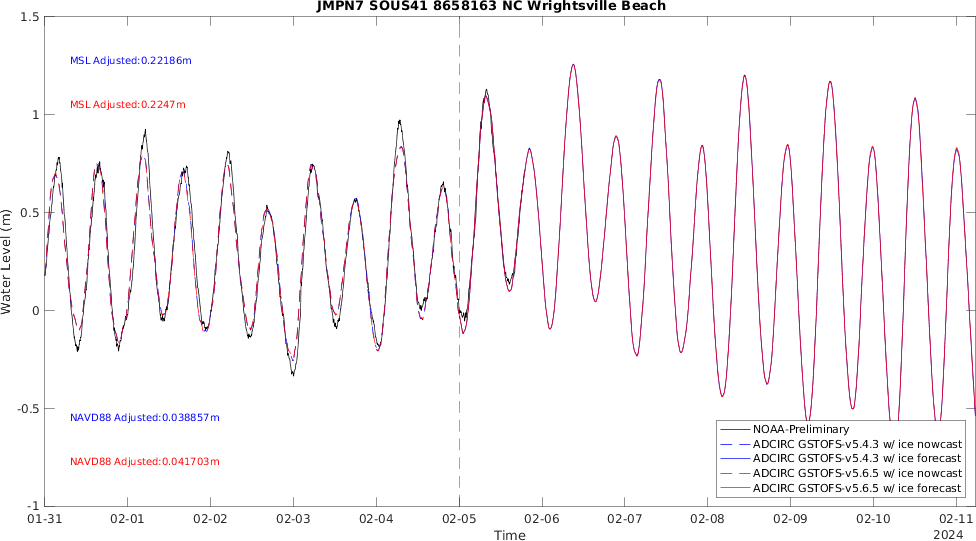 JMPN7 SOUS41 8658163 NC Wrightsville Beach
1.5
MSL Adjusted:0.22186m
MSL Adjusted:0.2247m
1
0.5
Water Level (m)
0
-0.5
NAVD88 Adjusted:0.038857m
NAVD88 Adjusted:0.041703m
-1
NOAA-Preliminary
ADCIRC GSTOFS-v5.4.3 w/ ice nowcast
ADCIRC GSTOFS-v5.4.3 w/ ice forecast
ADCIRC GSTOFS-v5.6.5 w/ ice nowcast
ADCIRC GSTOFS-v5.6.5 w/ ice forecast
01-31 02-01 02-02 02-03 02-04 02-05 02-06 02-07 02-08 02-09 02-10 02-11
Time
2024